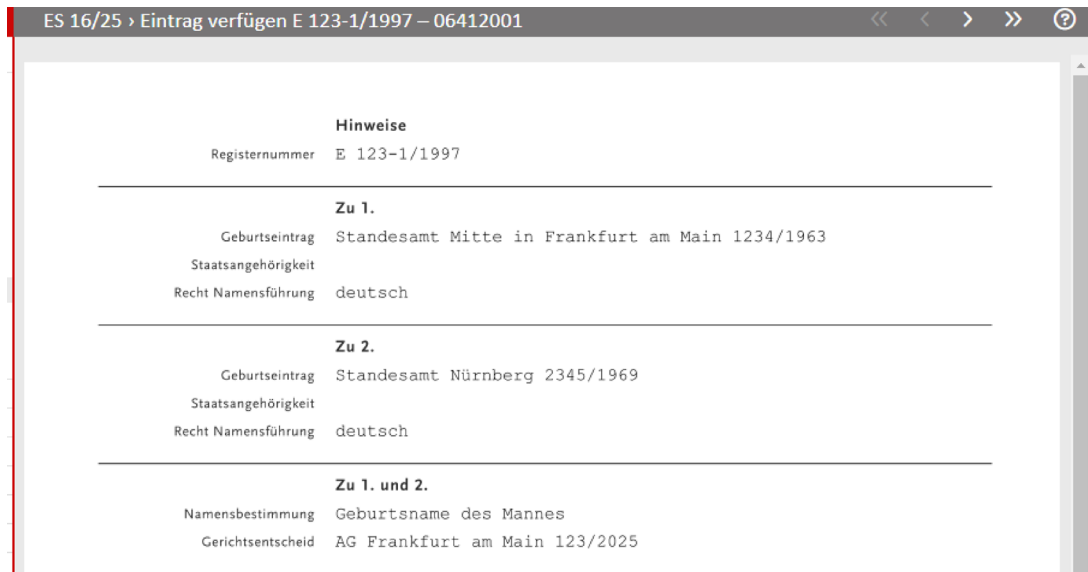 ES 16/25 › Eintrag verfügen E 123-1/1997 – 06412001
Hinweise
Registernummer E 123-1/1997
Zu 1.
Geburtseintrag Standesamt Mitte in Frankfurt am Main 1234/1963
Staatsangehörigkeit
Recht Namensführung deutsch
Zu 2.
Geburtseintrag Standesamt Nürnberg 2345/1969
Staatsangehörigkeit
Recht Namensführung deutsch
Zu 1. und 2.
Namensbestimmung Geburtsname des Mannes
Gerichtsentscheid AG Frankfurt am Main 123/2025